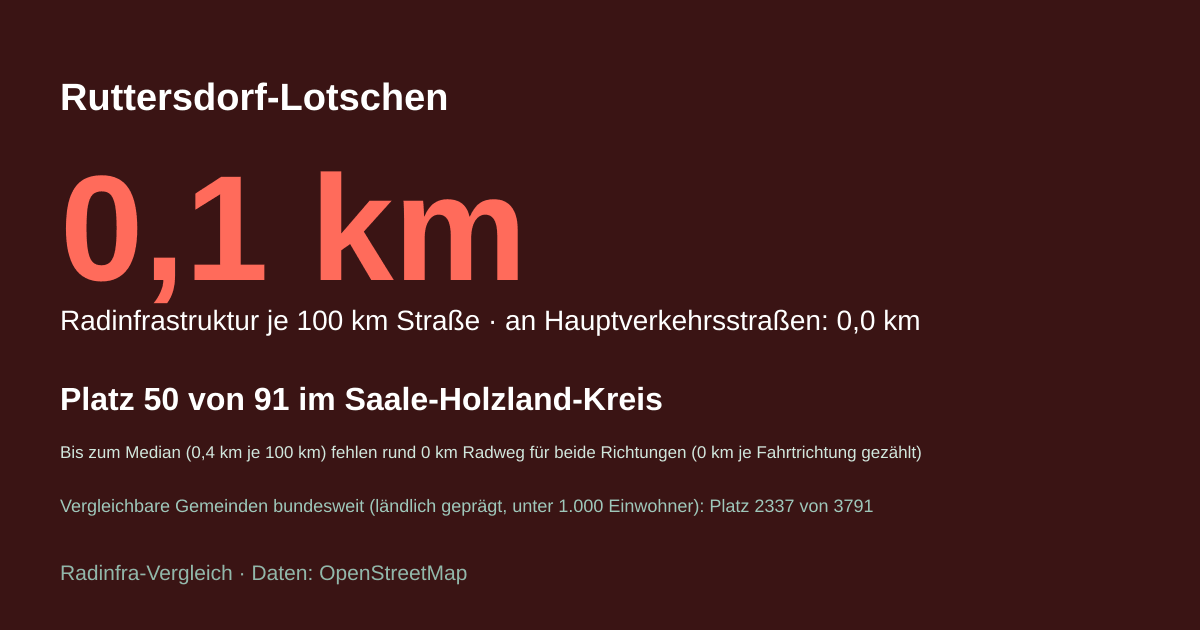 Ruttersdorf-Lotschen
0,1 km
Radinfrastruktur je 100 km Straße · an Hauptverkehrsstraßen: 0,0 km
Platz 50 von 91 im Saale-Holzland-Kreis
Bis zum Median (0,4 km je 100 km) fehlen rund 0 km Radweg für beide Richtungen (0 km je Fahrtrichtung gezählt)
Vergleichbare Gemeinden bundesweit (ländlich geprägt, unter 1.000 Einwohner): Platz 2337 von 3791
Radinfra-Vergleich · Daten: OpenStreetMap